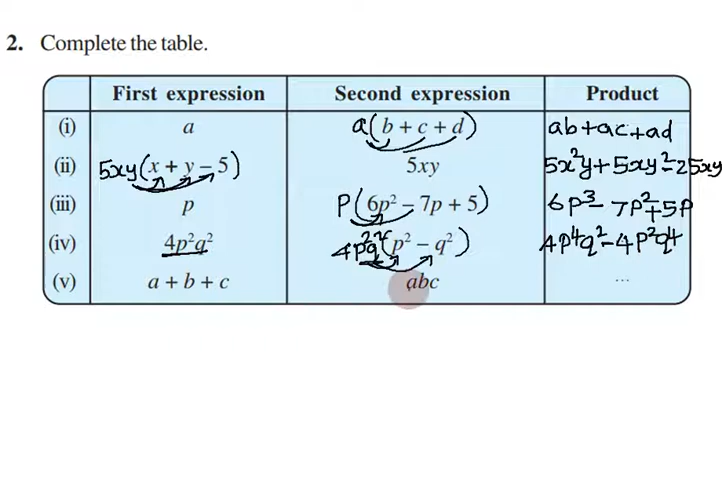 2. Complete the table.
First expression Second expression Product
(i) a a(b + c + d) ab+ac+ad
(ii) 5xy(x + y − 5) 5xy 5x²y+5xy²−25xy
(iii) p P(6p² − 7p + 5) 6p³− 7p²+5p
(iv) 4p²q² 4p²q²(p² − q²) 4p⁴q²−4p²q⁴
(v) a + b + c abc ...